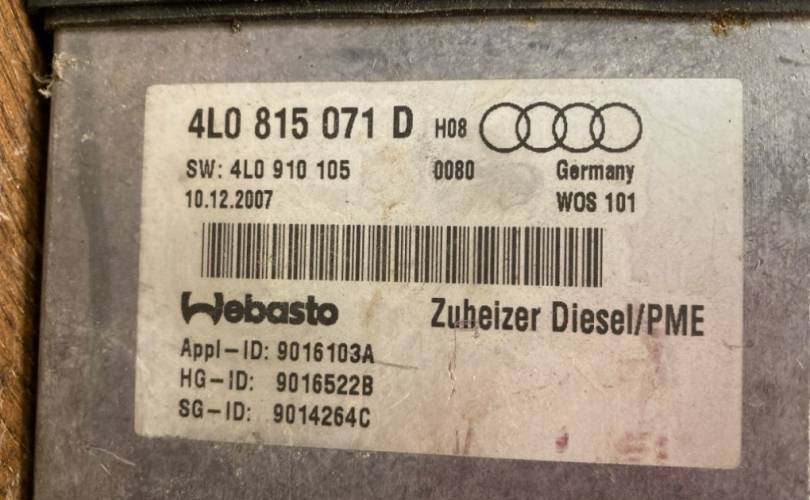 4L0 815 071 D H08
SW: 4L0 910 105 0080 Germany
10.12.2007 WOS 101
Webasto Zuheizer Diesel/PME
Appl-ID: 9016103A
HG-ID: 9016522B
SG-ID: 9014264C